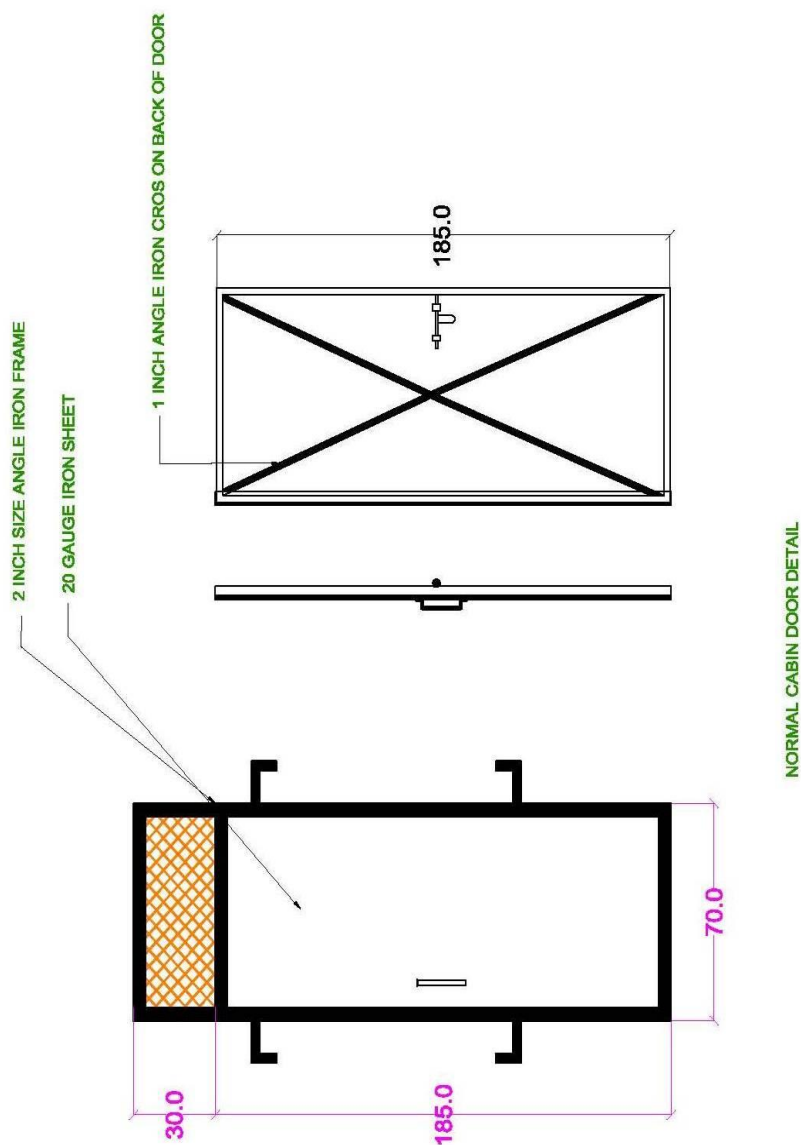 2 INCH SIZE ANGLE IRON FRAME
20 GAUGE IRON SHEET
1 INCH ANGLE IRON CROS ON BACK OF DOOR
30.0
185.0
70.0
185.0
NORMAL CABIN DOOR DETAIL